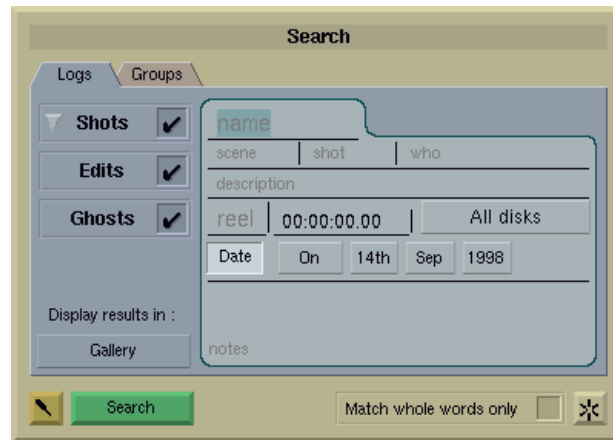 Search
Logs Groups
Shots
name
scene shot who
Edits
description
Ghosts
reel 00:00:00.00 All disks
Date On 14th Sep 1998
Display results in :
Gallery
notes
Search Match whole words only